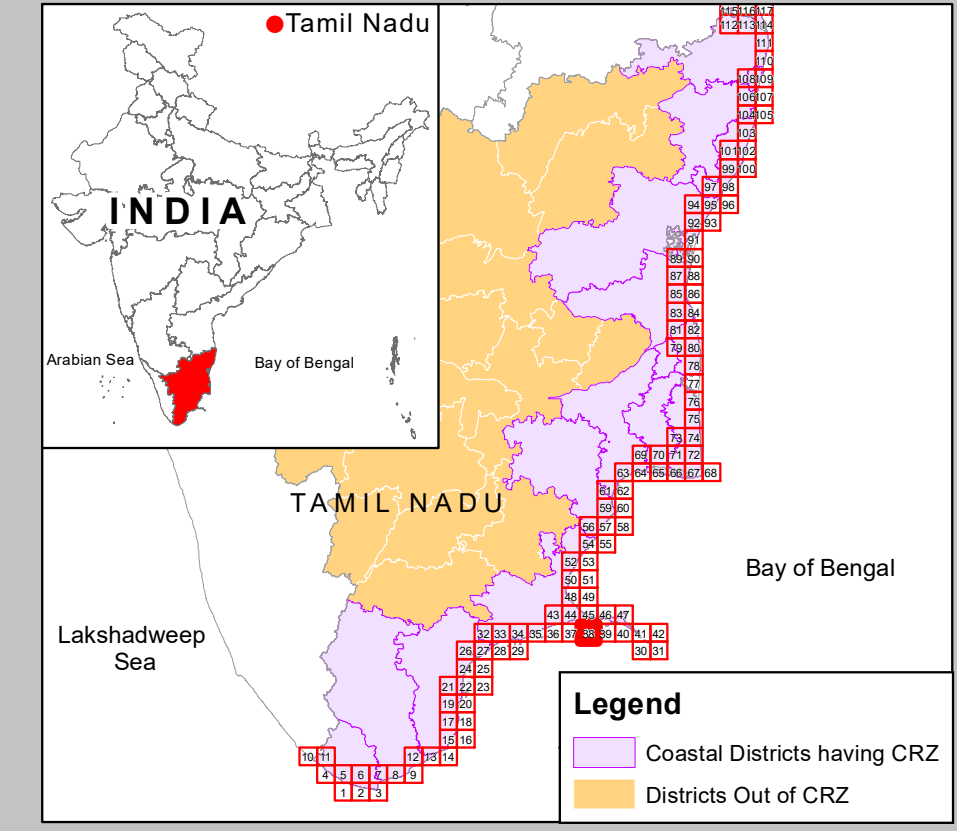 Tamil Nadu
INDIA
Arabian Sea
Bay of Bengal
115 116 117
112 113 114
111
110
108 109
106 107
104 105
103
101 102
99 100
97 98
94 95 96
92 93
91
89 90
87 88
85 86
83 84
81 82
79 80
78
77
76
75
73 74
69 70 71 72
63 64 65 66 67 68
TAMIL NADU
61 62
59 60
56 57 58
54 55
52 53
Bay of Bengal
50 51
48 49
43 44 45 46 47
Lakshadweep
Sea
32 33 34 35 36 37 38 39 40 41 42
26 27 28 29 30 31
24 25
21 22 23
19 20
17 18
15 16
10 11 12 13 14
4 5 6 7 8 9
1 2 3
Legend
Coastal Districts having CRZ
Districts Out of CRZ